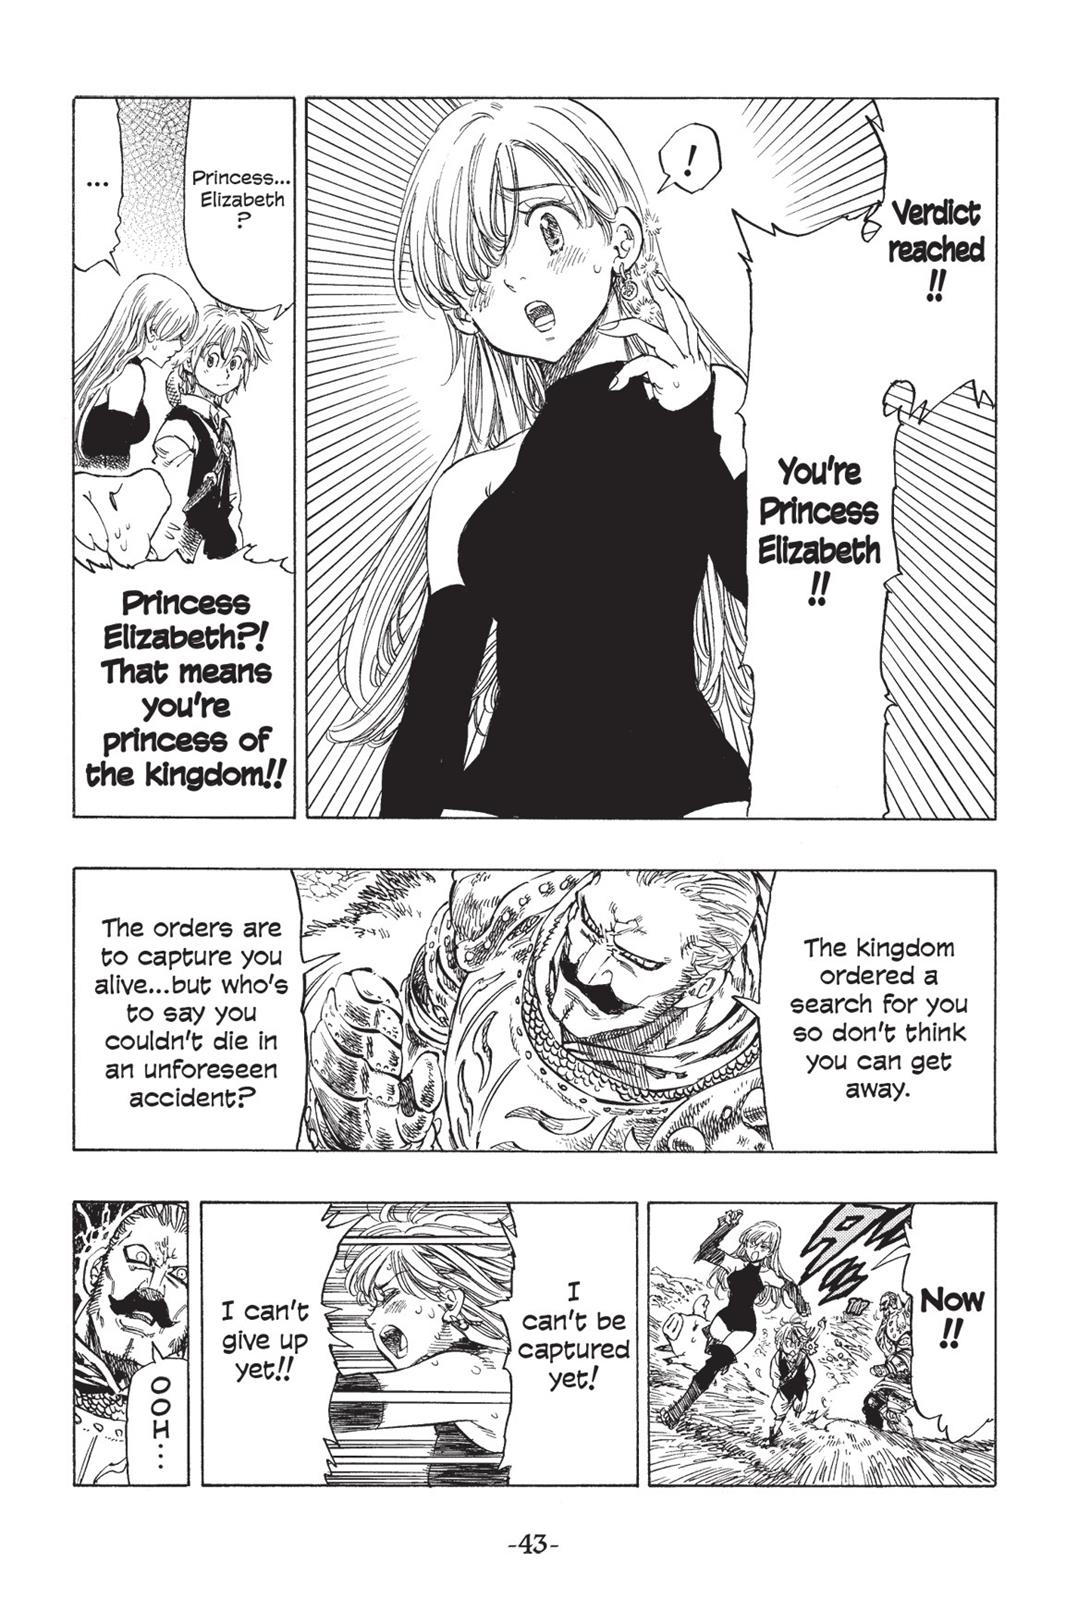 Verdict
reached
!!
!
You're
Princess
Elizabeth
!!
Princess...
Elizabeth
?
...
Princess
Elizabeth?!
That means
you're
princess of
the kingdom!!
The kingdom
ordered a
search for you
so don't think
you can get
away.
The orders are
to capture you
alive...but who's
to say you
couldn't die in
an unforeseen
accident?
Now
!!
I
can't be
captured
yet!
I can't
give up
yet!!
OOH...
-43-